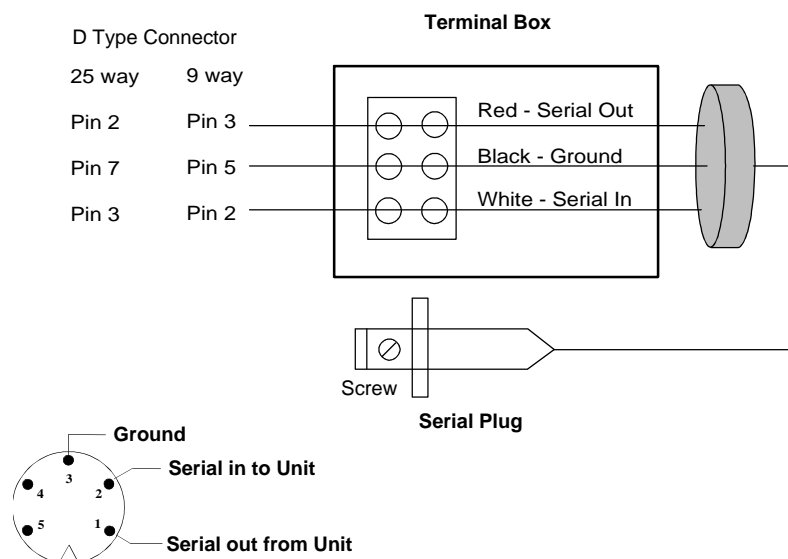 Terminal Box
D Type Connector
25 way 9 way
Pin 2 Pin 3 Red - Serial Out
Pin 7 Pin 5 Black - Ground
Pin 3 Pin 2 White - Serial In
Screw
Serial Plug
Ground
3
Serial in to Unit
4 2
5 1
Serial out from Unit